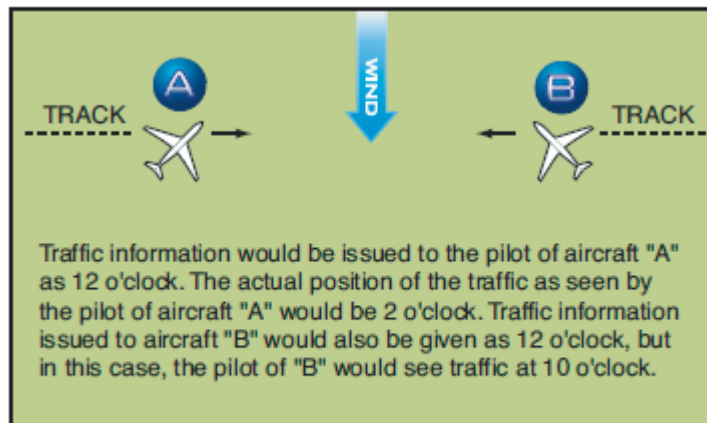 A
WIND
B
TRACK
TRACK
Traffic information would be issued to the pilot of aircraft "A"
as 12 o'clock. The actual position of the traffic as seen by
the pilot of aircraft "A" would be 2 o'clock. Traffic information
issued to aircraft "B" would also be given as 12 o'clock, but
in this case, the pilot of "B" would see traffic at 10 o'clock.